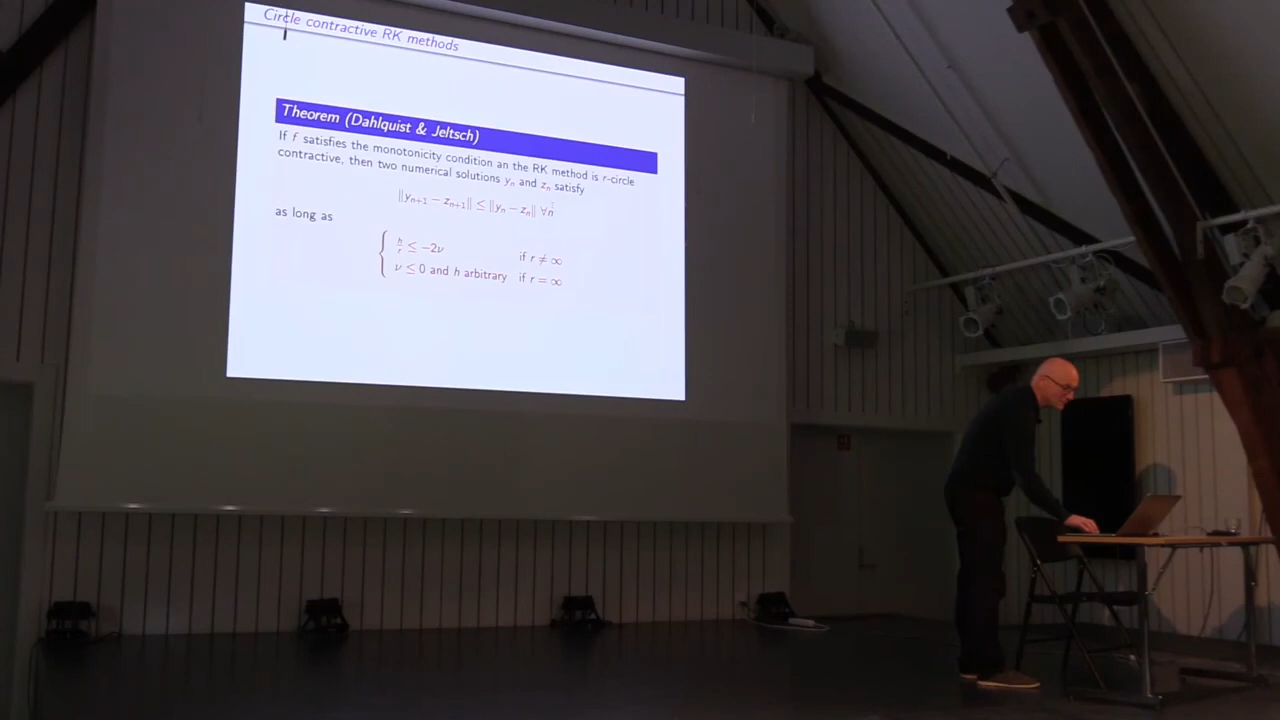 Circle contractive RK methods
Theorem (Dahlquist & Jeltsch)
If f satisfies the monotonicity condition an the RK method is r-circle
contractive, then two numerical solutions yₙ and zₙ satisfy
‖yₙ₊₁ − zₙ₊₁‖ ≤ ‖yₙ − zₙ‖ ∀n
as long as
{ h/r ≤ −2ν if r ≠ ∞
ν ≤ 0 and h arbitrary if r = ∞